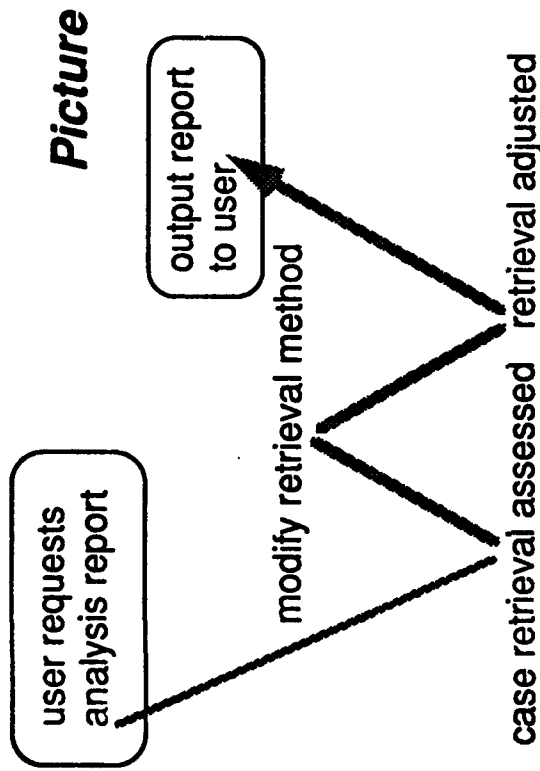 Picture
user requests
analysis report
output report
to user
modify retrieval method
case retrieval assessed
retrieval adjusted